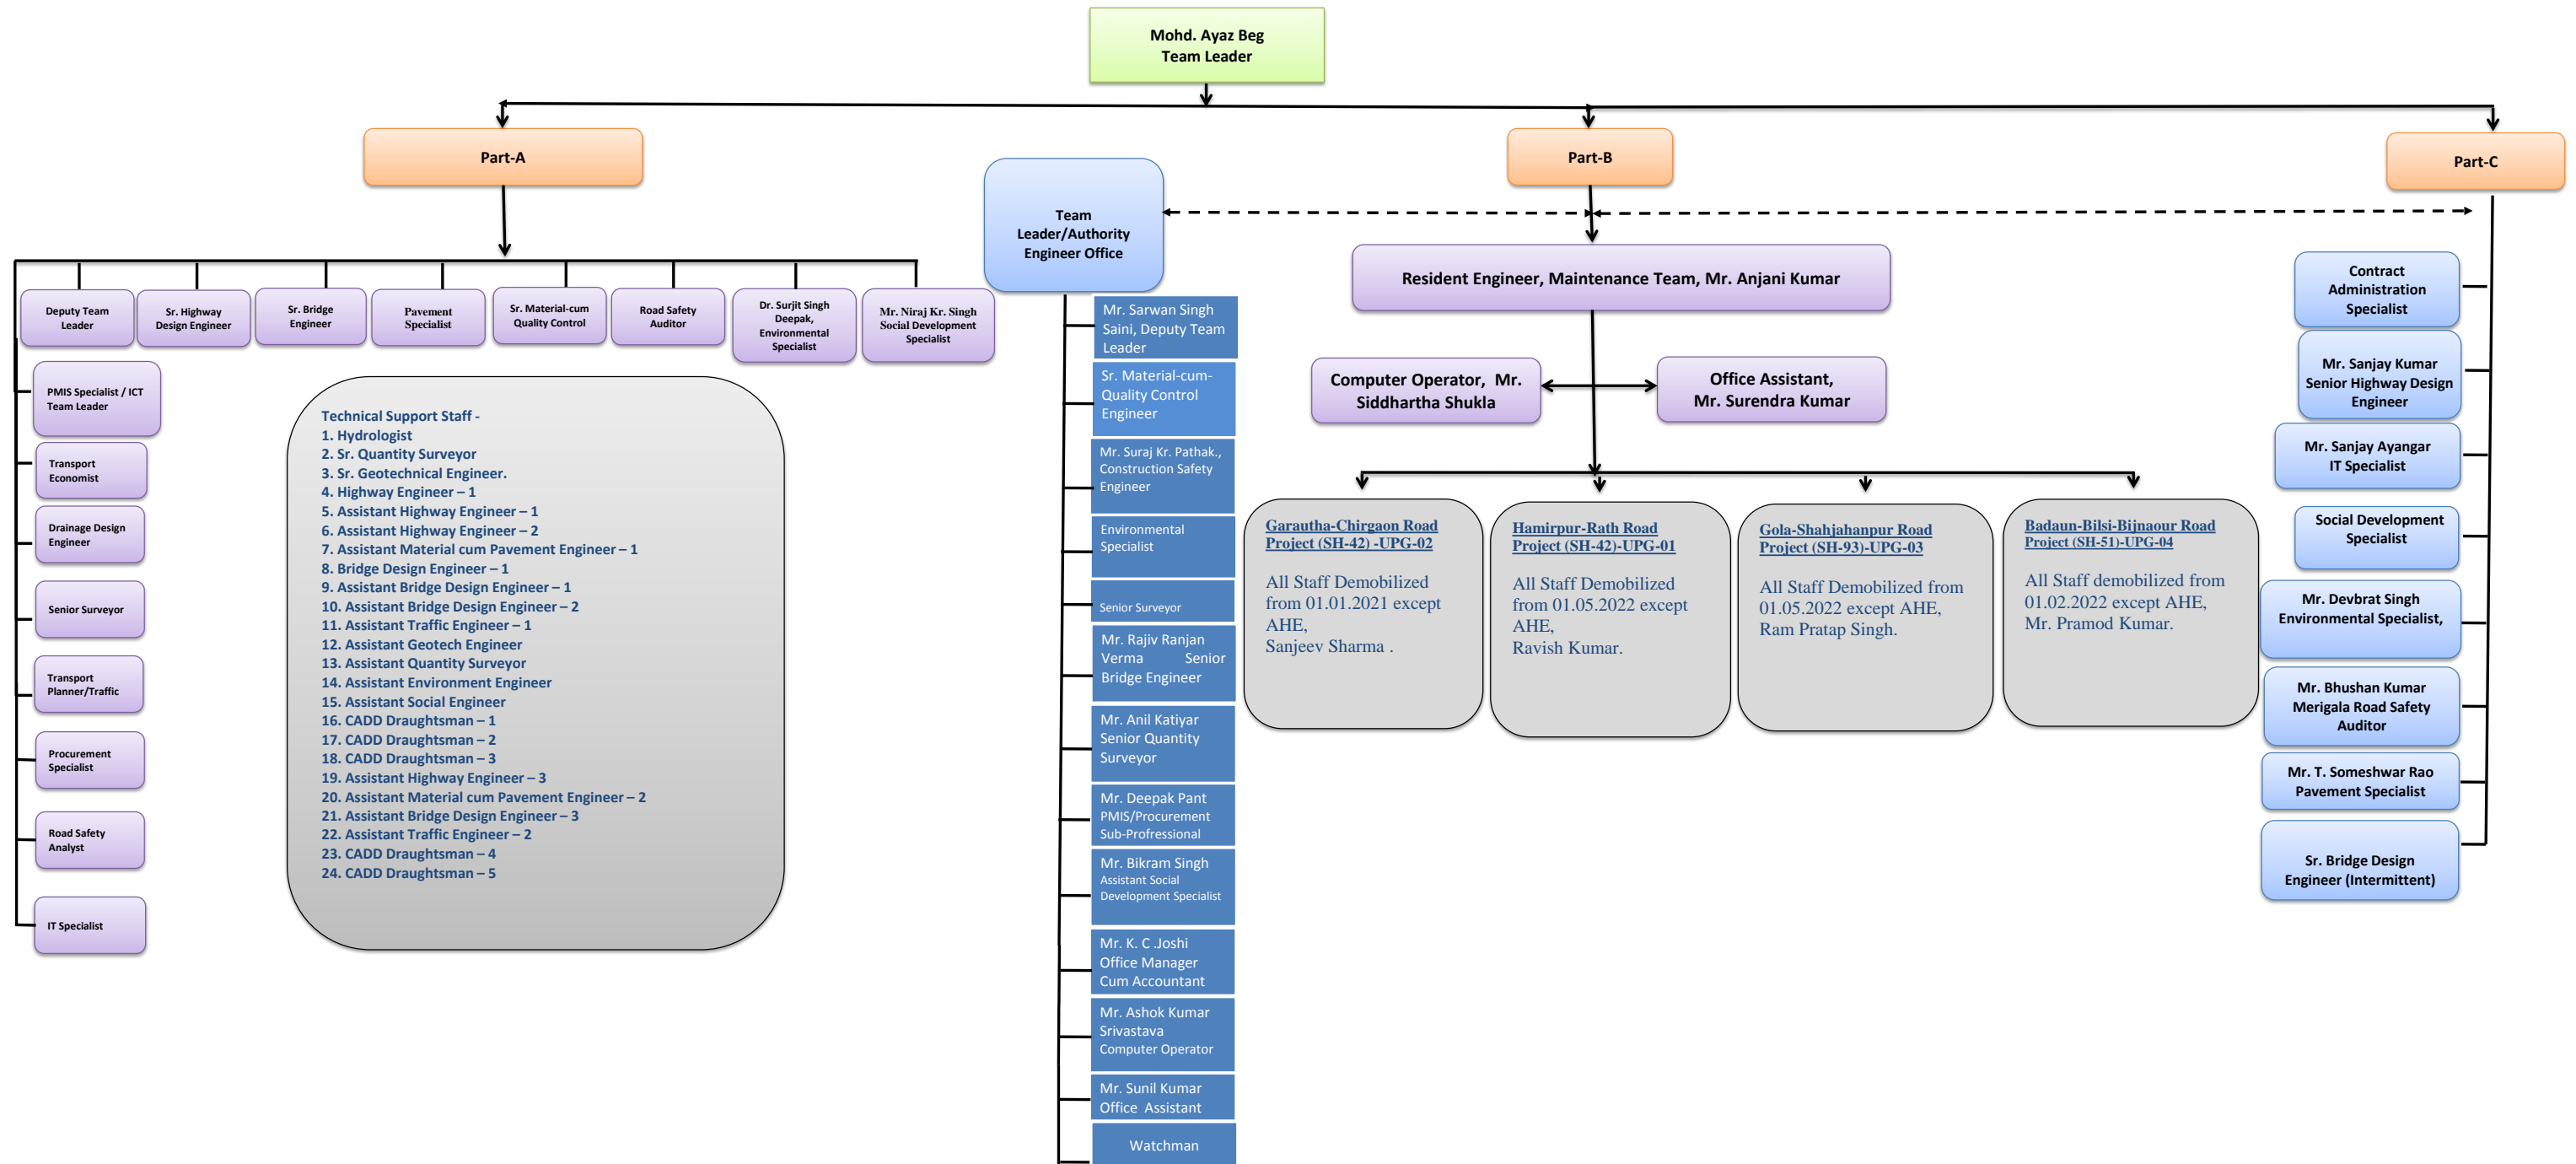 Mohd. Ayaz Beg
Team Leader
Part-A
Part-B
Part-C
Team
Leader/Authority
Engineer Office
Deputy Team
Leader
Sr. Highway
Design Engineer
Sr. Bridge
Engineer
Pavement
Specialist
Sr. Material-cum
Quality Control
Road Safety
Auditor
Dr. Surjit Singh
Deepak,
Environmental
Specialist
Mr. Niraj Kr. Singh
Social Development
Specialist
PMIS Specialist / ICT
Team Leader
Transport
Economist
Drainage Design
Engineer
Senior Surveyor
Transport
Planner/Traffic
Procurement
Specialist
Road Safety
Analyst
IT Specialist
Technical Support Staff -
1. Hydrologist
2. Sr. Quantity Surveyor
3. Sr. Geotechnical Engineer.
4. Highway Engineer – 1
5. Assistant Highway Engineer – 1
6. Assistant Highway Engineer – 2
7. Assistant Material cum Pavement Engineer – 1
8. Bridge Design Engineer – 1
9. Assistant Bridge Design Engineer – 1
10. Assistant Bridge Design Engineer – 2
11. Assistant Traffic Engineer – 1
12. Assistant Geotech Engineer
13. Assistant Quantity Surveyor
14. Assistant Environment Engineer
15. Assistant Social Engineer
16. CADD Draughtsman – 1
17. CADD Draughtsman – 2
18. CADD Draughtsman – 3
19. Assistant Highway Engineer – 3
20. Assistant Material cum Pavement Engineer – 2
21. Assistant Bridge Design Engineer – 3
22. Assistant Traffic Engineer – 2
23. CADD Draughtsman – 4
24. CADD Draughtsman – 5
Mr. Sarwan Singh
Saini, Deputy Team
Leader
Sr. Material-cum-
Quality Control
Engineer
Mr. Suraj Kr. Pathak.,
Construction Safety
Engineer
Environmental
Specialist
Senior Surveyor
Mr. Rajiv Ranjan
Verma Senior
Bridge Engineer
Mr. Anil Katiyar
Senior Quantity
Surveyor
Mr. Deepak Pant
PMIS/Procurement
Sub-Profressional
Mr. Bikram Singh
Assistant Social
Development Specialist
Mr. K. C .Joshi
Office Manager
Cum Accountant
Mr. Ashok Kumar
Srivastava
Computer Operator
Mr. Sunil Kumar
Office Assistant
Watchman
Resident Engineer, Maintenance Team, Mr. Anjani Kumar
Computer Operator, Mr.
Siddhartha Shukla
Office Assistant,
Mr. Surendra Kumar
Garautha-Chirgaon Road
Project (SH-42) -UPG-02
All Staff Demobilized
from 01.01.2021 except
AHE,
Sanjeev Sharma .
Hamirpur-Rath Road
Project (SH-42)-UPG-01
All Staff Demobilized
from 01.05.2022 except
AHE,
Ravish Kumar.
Gola-Shahjahanpur Road
Project (SH-93)-UPG-03
All Staff Demobilized from
01.05.2022 except AHE,
Ram Pratap Singh.
Badaun-Bilsi-Bijnaour Road
Project (SH-51)-UPG-04
All Staff demobilized from
01.02.2022 except AHE,
Mr. Pramod Kumar.
Contract
Administration
Specialist
Mr. Sanjay Kumar
Senior Highway Design
Engineer
Mr. Sanjay Ayangar
IT Specialist
Social Development
Specialist
Mr. Devbrat Singh
Environmental Specialist,
Mr. Bhushan Kumar
Merigala Road Safety
Auditor
Mr. T. Someshwar Rao
Pavement Specialist
Sr. Bridge Design
Engineer (Intermittent)